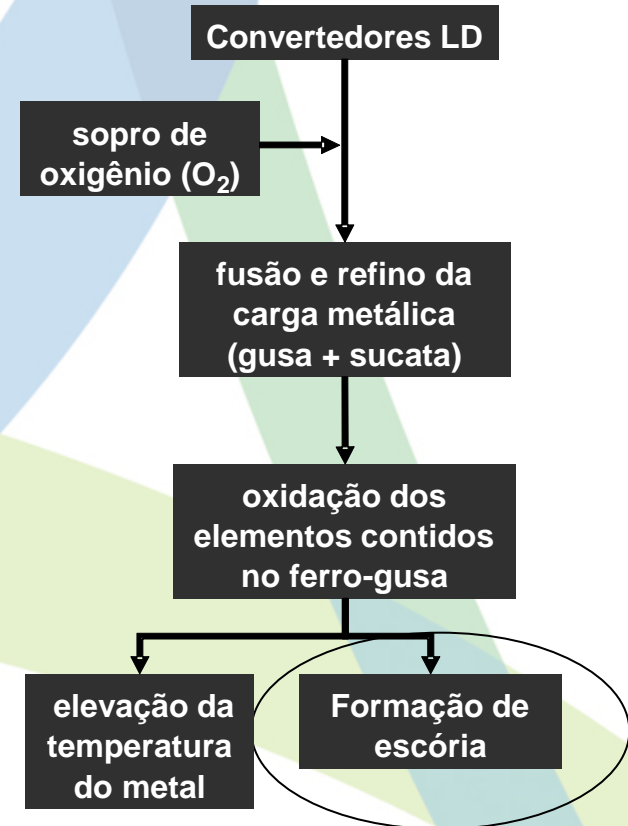 Convertedores LD
sopro de
oxigênio (O₂)
fusão e refino da
carga metálica
(gusa + sucata)
oxidação dos
elementos contidos
no ferro-gusa
elevação da
temperatura
do metal
Formação de
escória